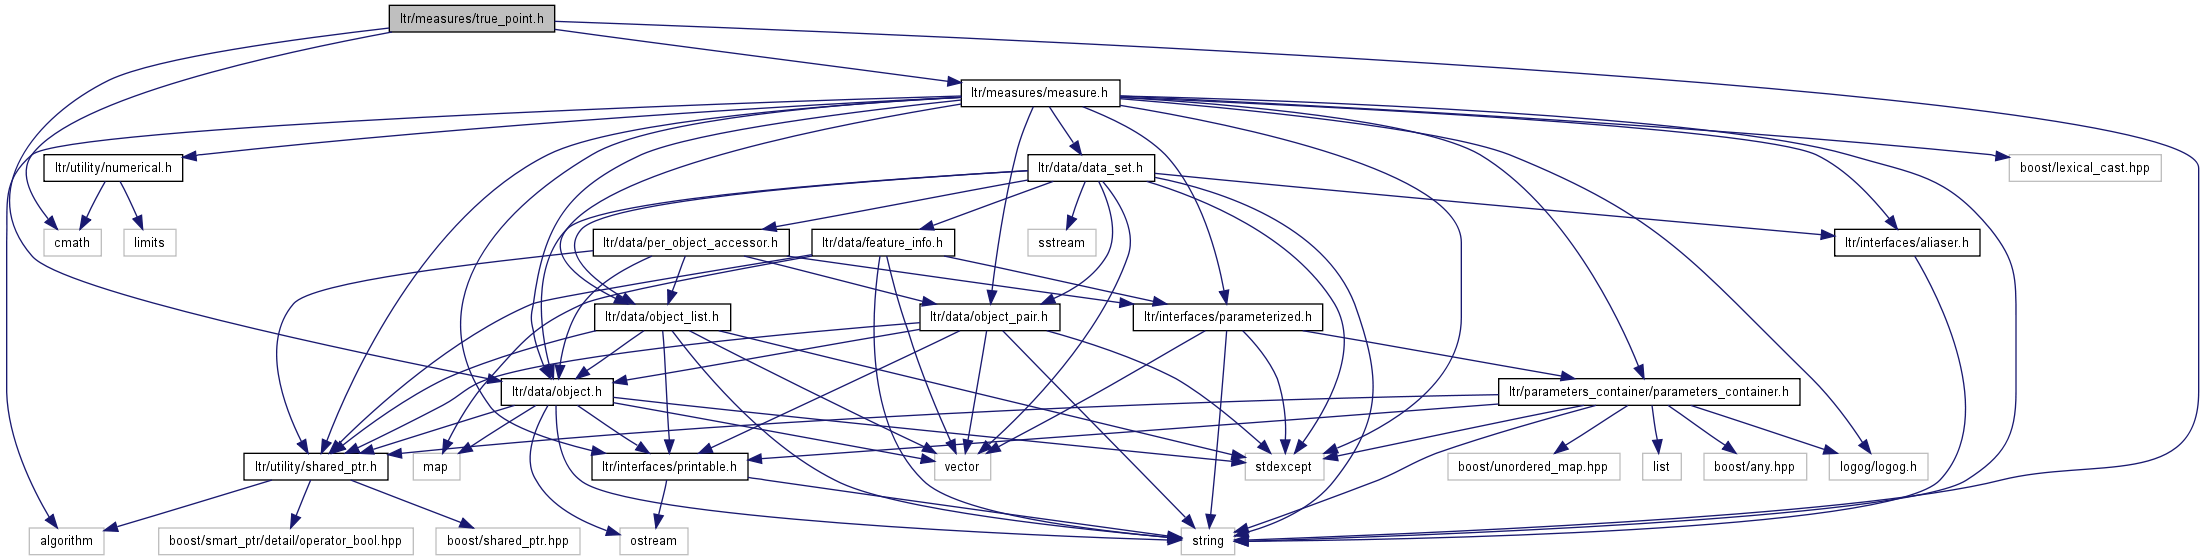 ltr/measures/true_point.h
ltr/measures/measure.h
ltr/utility/numerical.h
ltr/data/data_set.h
boost/lexical_cast.hpp
cmath
limits
ltr/data/per_object_accessor.h
ltr/data/feature_info.h
sstream
ltr/interfaces/aliaser.h
ltr/data/object_list.h
ltr/data/object_pair.h
ltr/interfaces/parameterized.h
ltr/data/object.h
ltr/parameters_container/parameters_container.h
ltr/utility/shared_ptr.h
map
ltr/interfaces/printable.h
vector
stdexcept
boost/unordered_map.hpp
list
boost/any.hpp
logog/logog.h
algorithm
boost/smart_ptr/detail/operator_bool.hpp
boost/shared_ptr.hpp
ostream
string